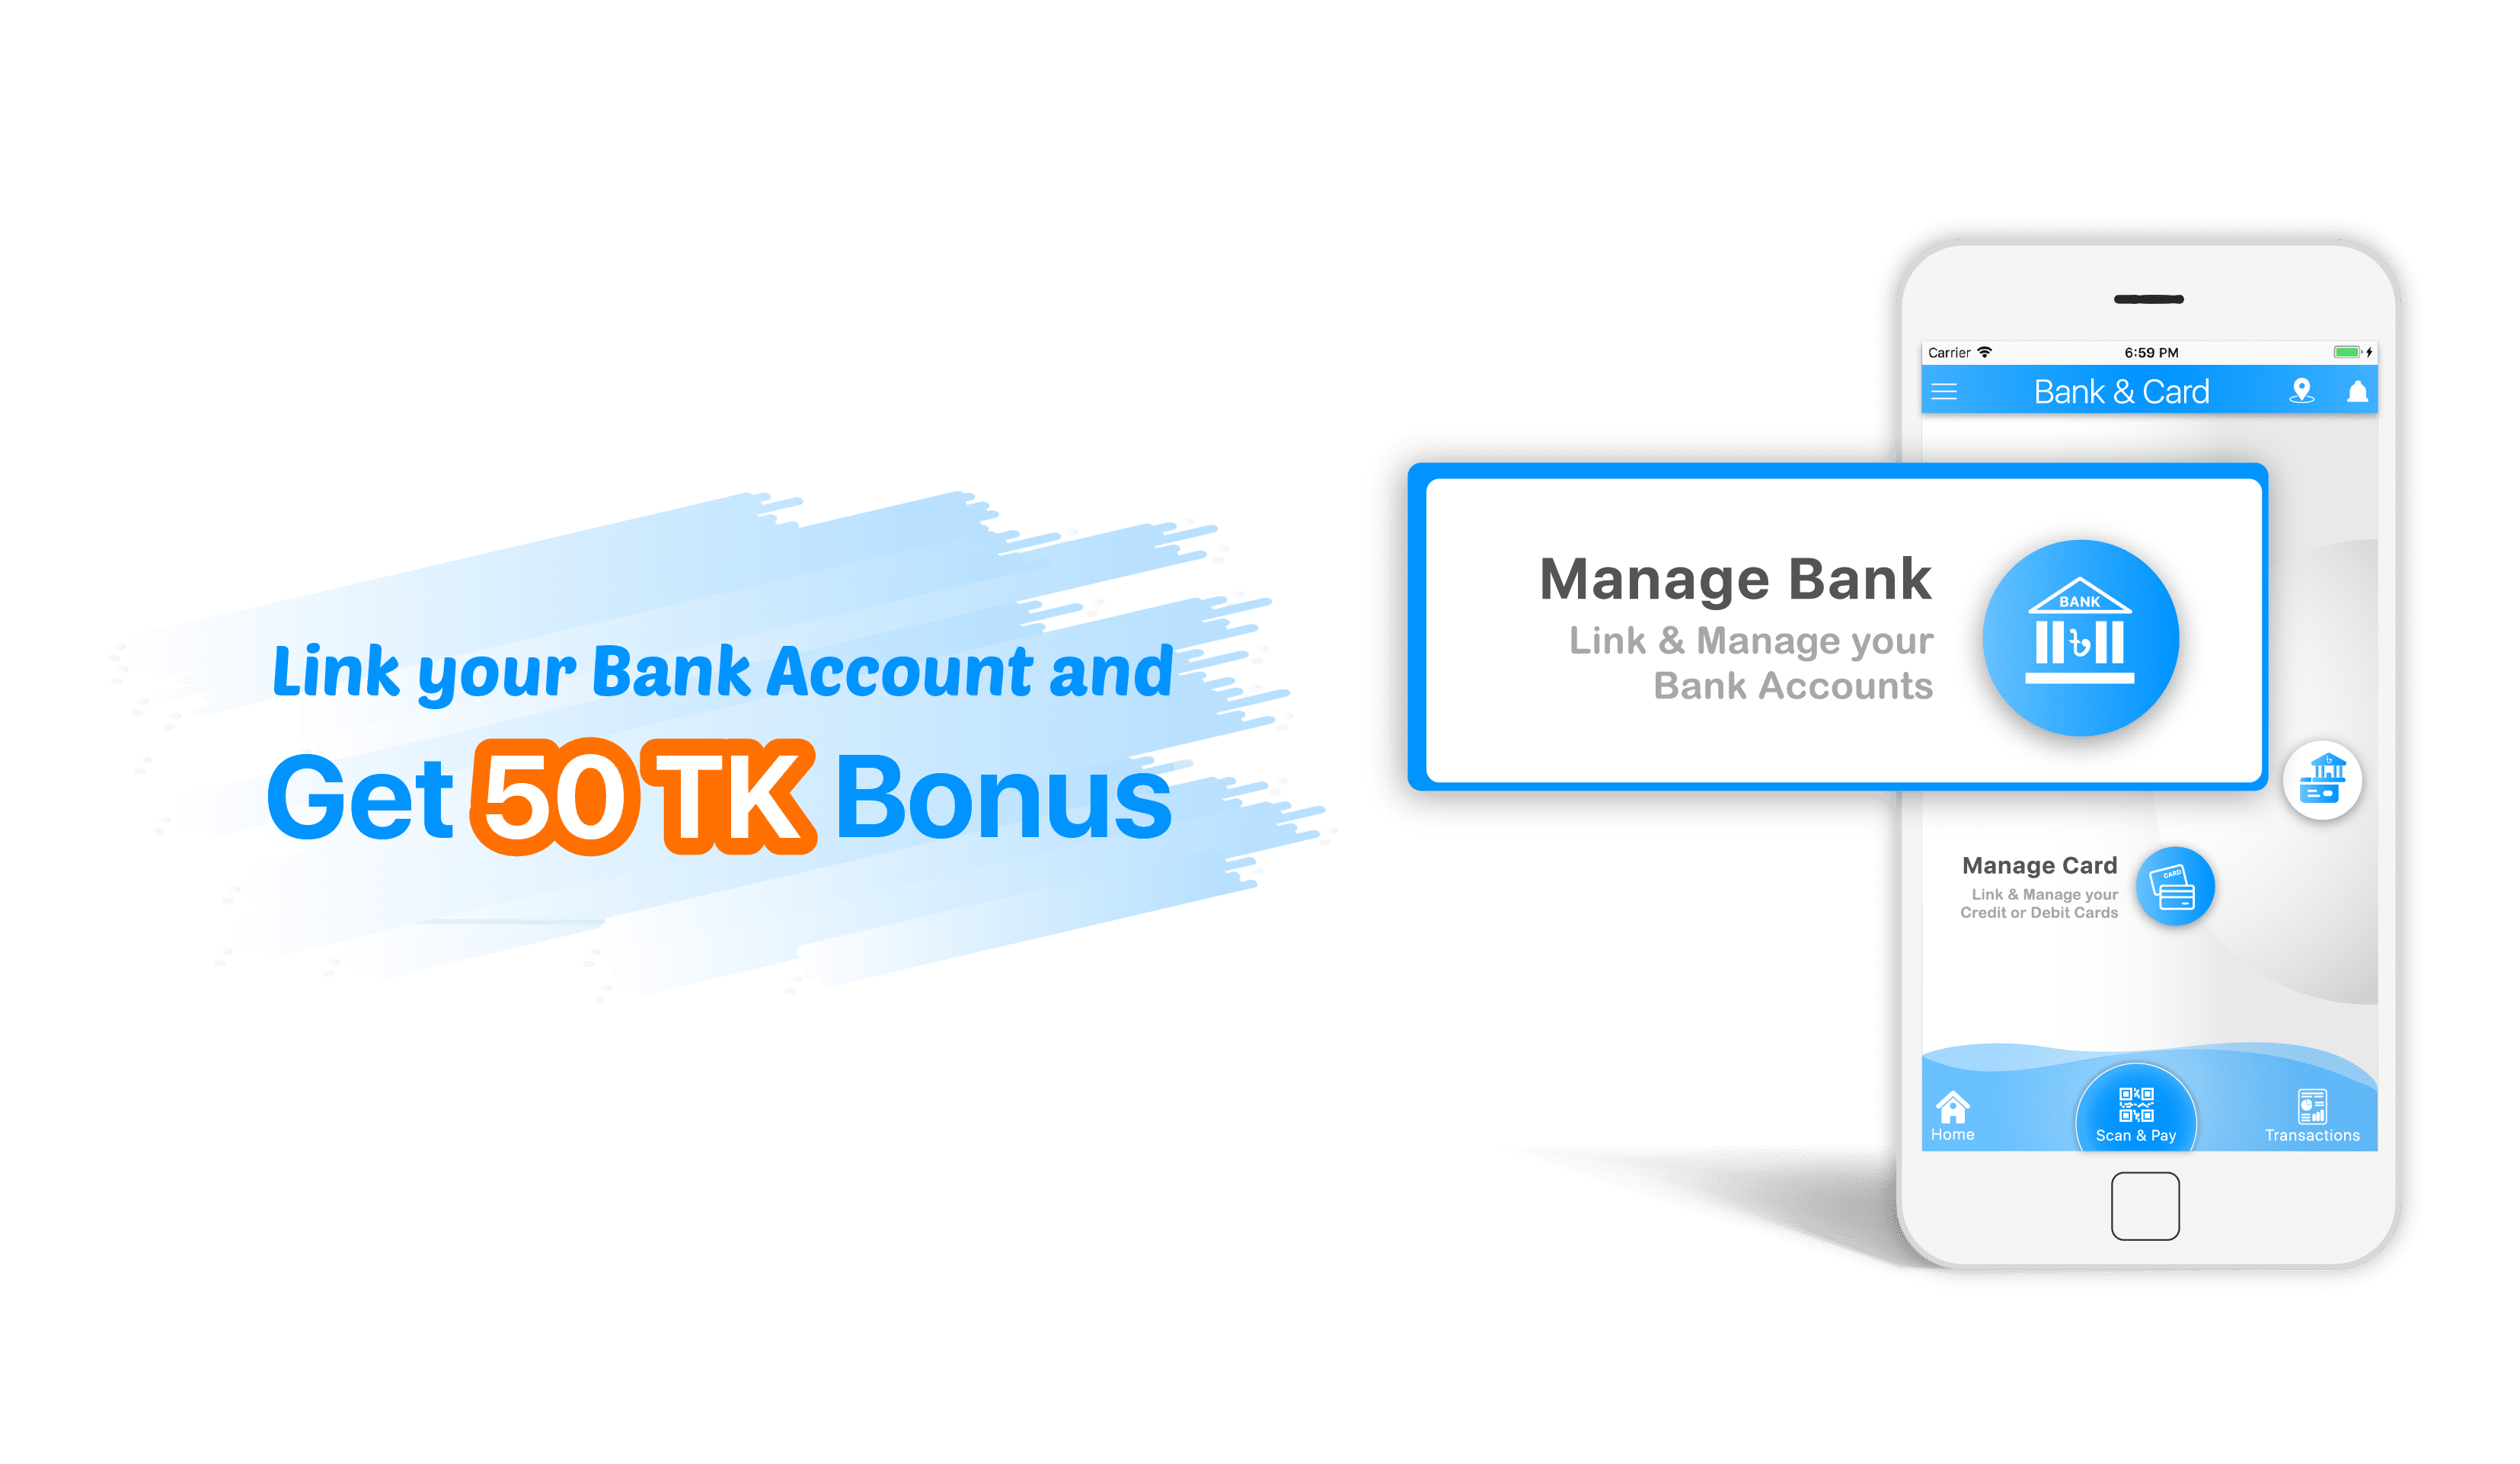 Link your Bank Account and
Get 50 TK Bonus
Carrier 6:59 PM
Bank & Card
Manage Bank
Link & Manage your
Bank Accounts
BANK
৳
৳
Manage Card
Link & Manage your
Credit or Debit Cards
CARD
Home
Scan & Pay
Transactions